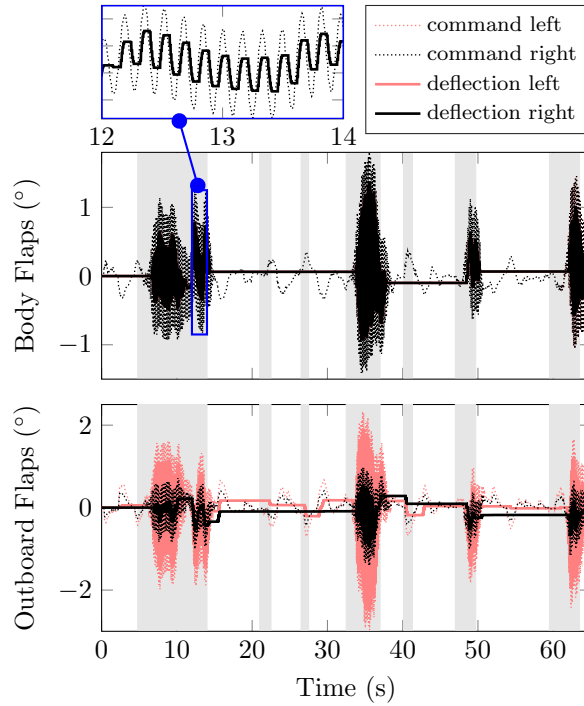 command left
command right
deflection left
deflection right
12 13 14
Body Flaps (°)
1
0
−1
Outboard Flaps (°)
2
0
−2
0 10 20 30 40 50 60
Time (s)